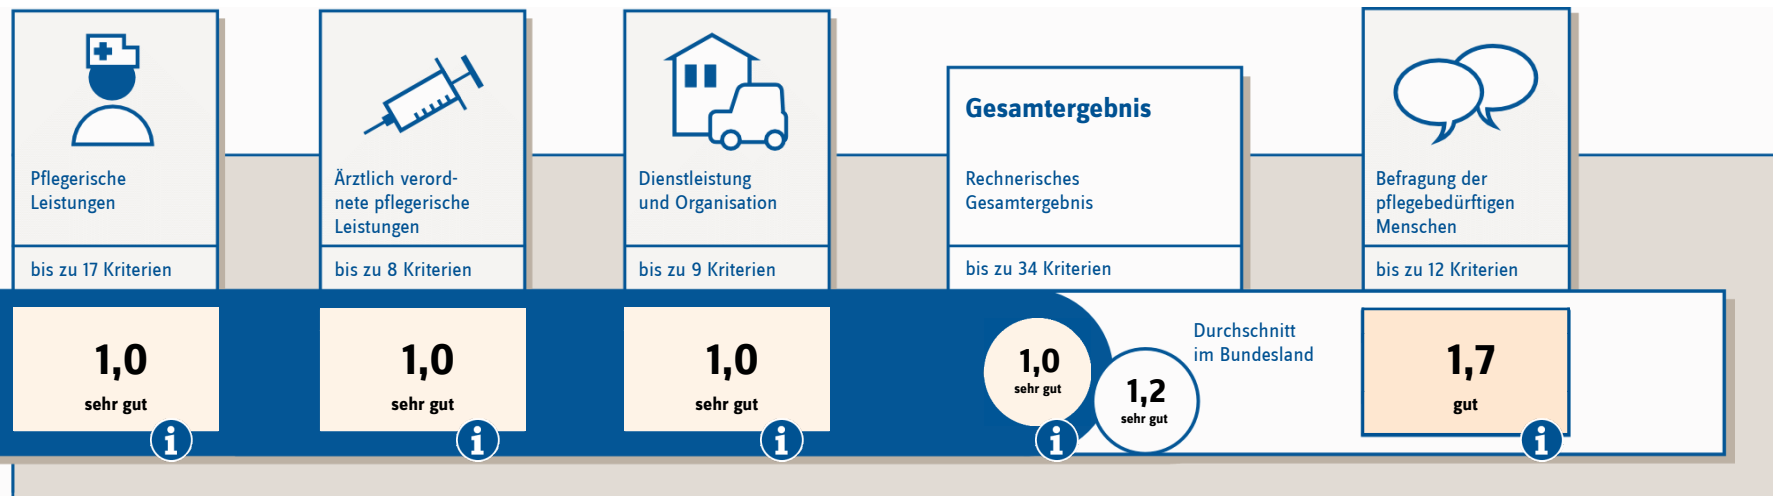 Pflegerische
Leistungen
bis zu 17 Kriterien
1,0
sehr gut
i
Ärztlich verord-
nete pflegerische
Leistungen
bis zu 8 Kriterien
1,0
sehr gut
i
Dienstleistung
und Organisation
bis zu 9 Kriterien
1,0
sehr gut
i
Gesamtergebnis
Rechnerisches
Gesamtergebnis
bis zu 34 Kriterien
1,0
sehr gut
i
1,2
sehr gut
Durchschnitt
im Bundesland
Befragung der
pflegebedürftigen
Menschen
bis zu 12 Kriterien
1,7
gut
i